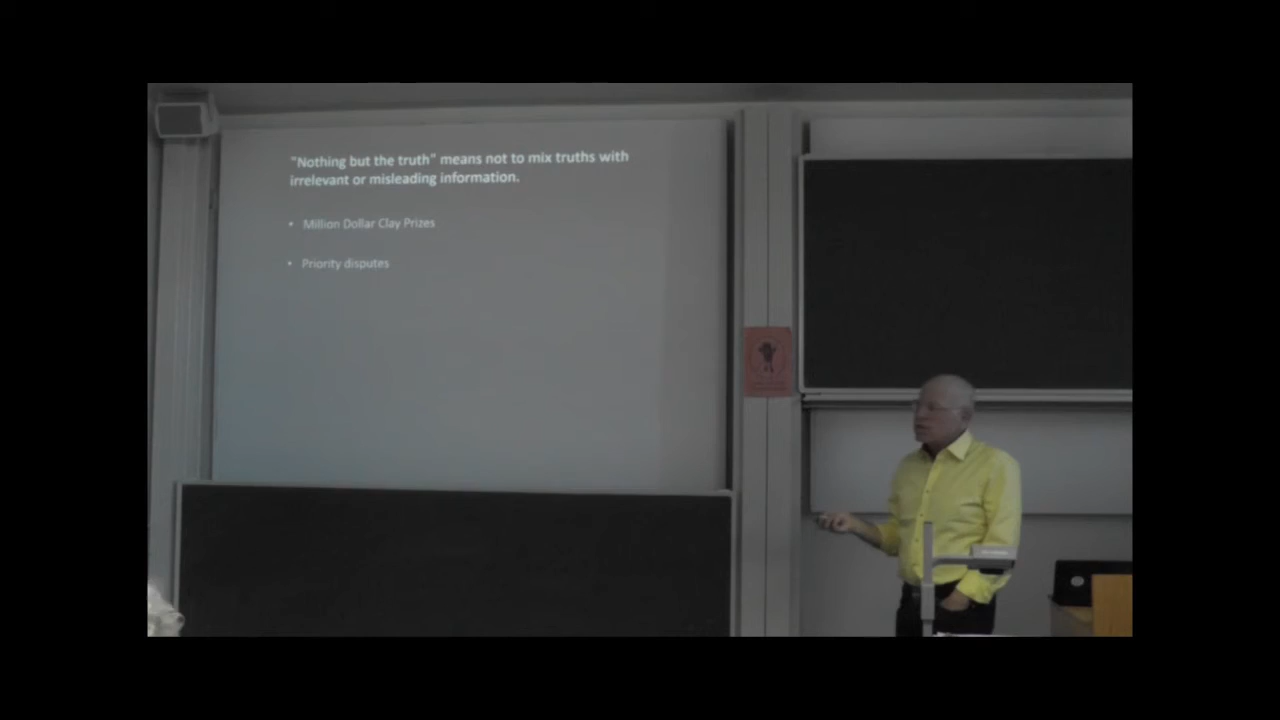 "Nothing but the truth" means not to mix truths with
irrelevant or misleading information.
• Million Dollar Clay Prizes
• Priority disputes